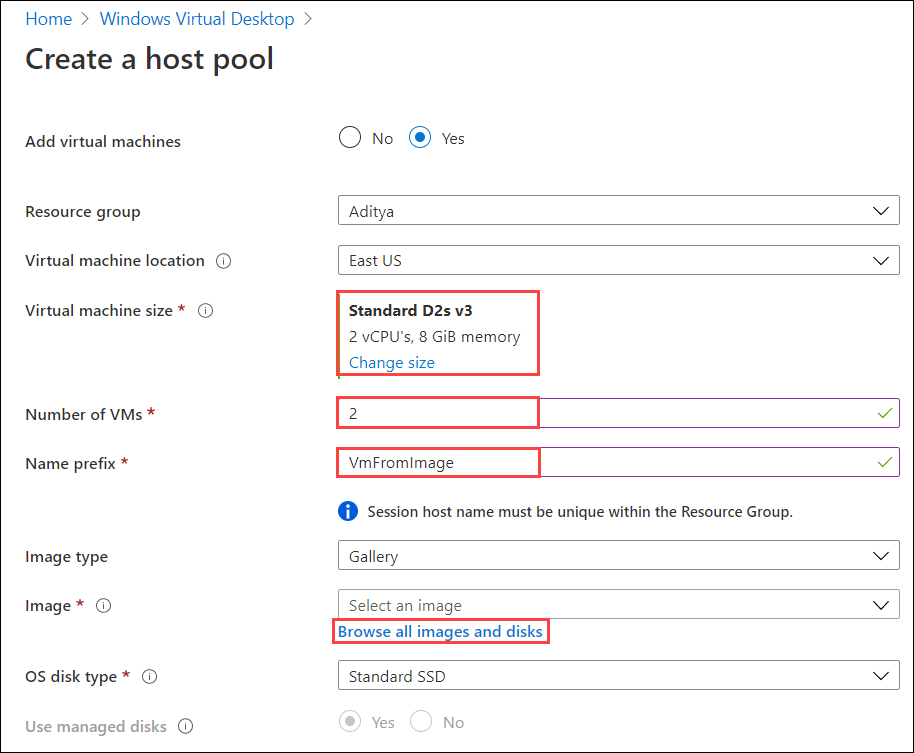 Home > Windows Virtual Desktop >
Create a host pool
Add virtual machines No Yes
Resource group Aditya
Virtual machine location East US
Virtual machine size * Standard D2s v3
2 vCPU's, 8 GiB memory
Change size
Number of VMs * 2
Name prefix * VmFromImage
Session host name must be unique within the Resource Group.
Image type Gallery
Image * Select an image
Browse all images and disks
OS disk type * Standard SSD
Use managed disks Yes No